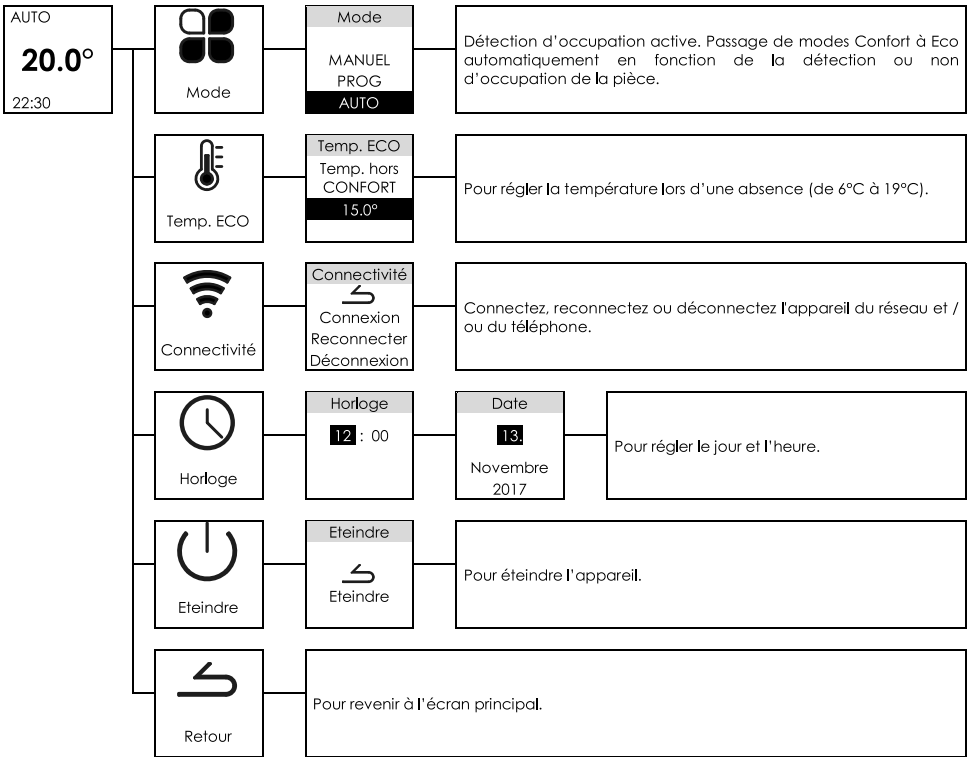 AUTO
20.0°
22:30
Mode
Mode
MANUEL
PROG
AUTO
Détection d'occupation active. Passage de modes Confort à Eco
automatiquement en fonction de la détection ou non
d'occupation de la pièce.
Temp. ECO
Temp. ECO
Temp. hors
CONFORT
15.0°
Pour régler la température lors d'une absence (de 6°C à 19°C).
Connectivité
Connectivité
Connexion
Reconnecter
Déconnexion
Connectez, reconnectez ou déconnectez l'appareil du réseau et /
ou du téléphone.
Horloge
Horloge
12 : 00
Date
13.
Novembre
2017
Pour régler le jour et l'heure.
Eteindre
Eteindre
Eteindre
Pour éteindre l'appareil.
Retour
Pour revenir à l'écran principal.